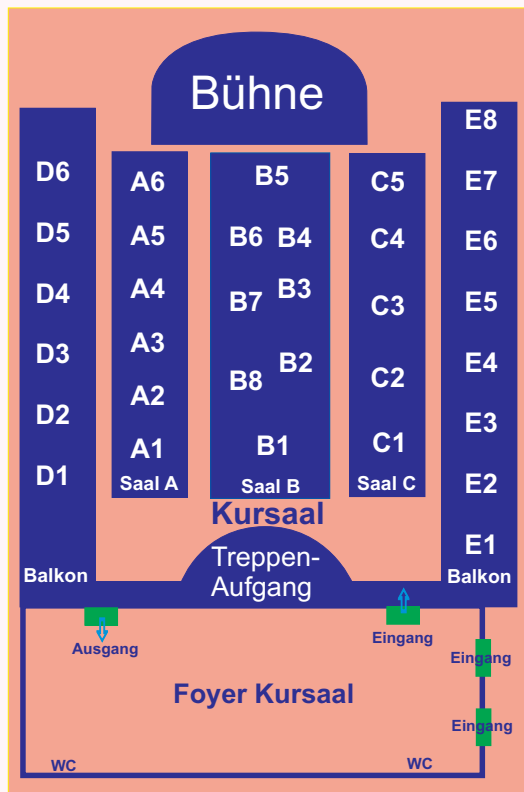 Bühne
D6
D5
D4
D3
D2
D1
Balkon
A6
A5
A4
A3
A2
A1
Saal A
B5
B6 B4
B7 B3
B8 B2
B1
Saal B
C5
C4
C3
C2
C1
Saal C
E8
E7
E6
E5
E4
E3
E2
E1
Balkon
Kursaal
Treppen-
Aufgang
Ausgang
Eingang
Eingang
Foyer Kursaal
Eingang
WC
WC